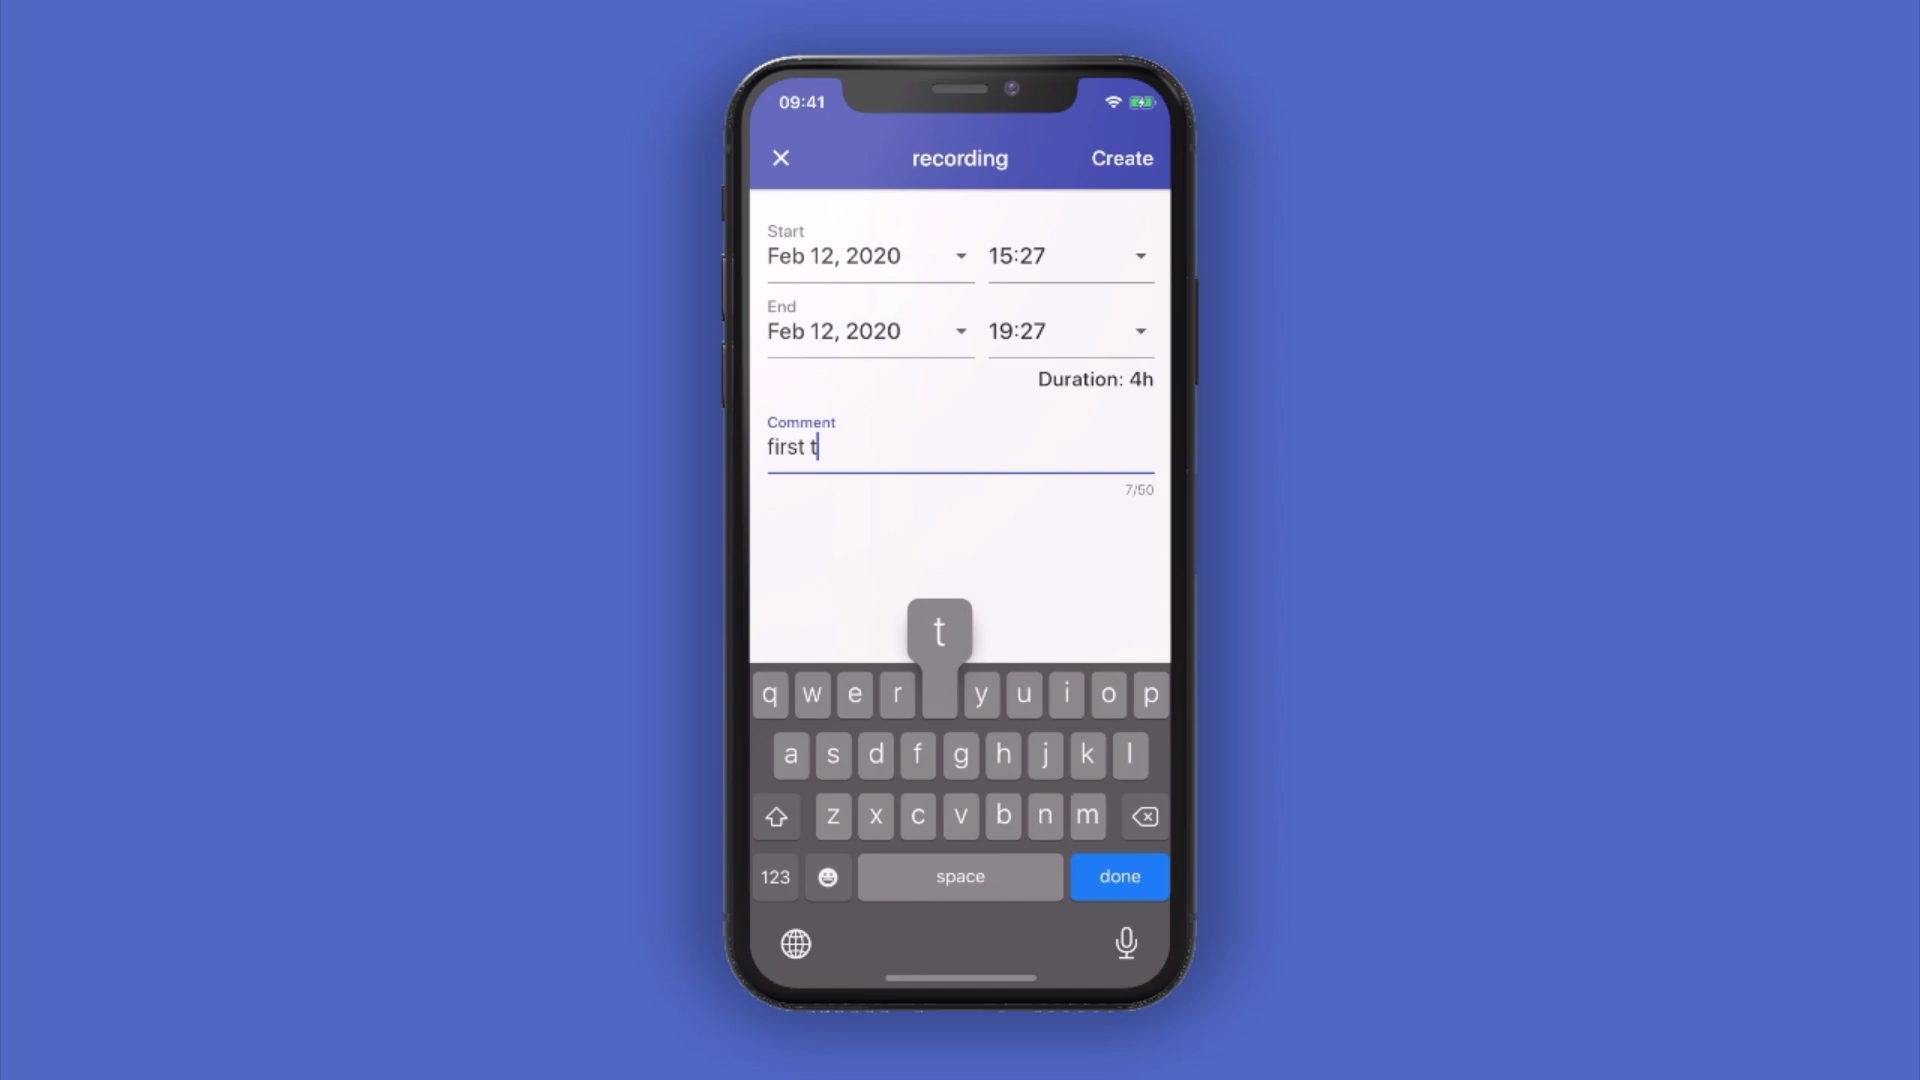 09:41
recording
Create
Start
Feb 12, 2020 15:27
End
Feb 12, 2020 19:27
Duration: 4h
Comment
first t
7/50
t
q w e r y u i o p
a s d f g h j k l
z x c v b n m
123 space done